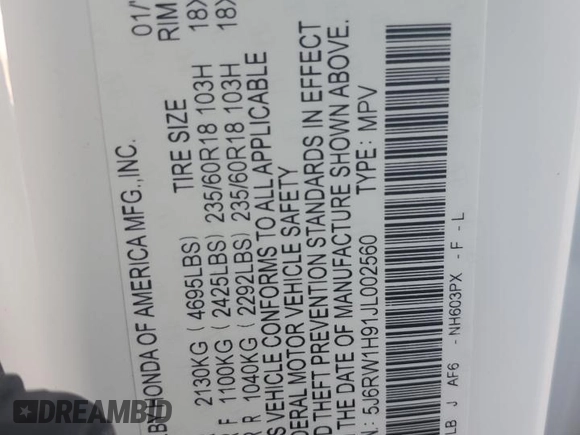 BY HONDA OF AMERICA MFG.,INC. 01/
TIRE SIZE RIM
2130KG ( 4695LBS)
F 1100KG ( 2425LBS) 235/60R18 103H 18X
R 1040KG ( 2292LBS) 235/60R18 103H 18X
S VEHICLE CONFORMS TO ALL APPLICABLE
DERAL MOTOR VEHICLE SAFETY
D THEFT PREVENTION STANDARDS IN EFFECT
THE DATE OF MANUFACTURE SHOWN ABOVE.
N: 5J6RW1H91JL002560 TYPE: MPV
LB J AF6 -NH603PX - F - L
DREAMBID